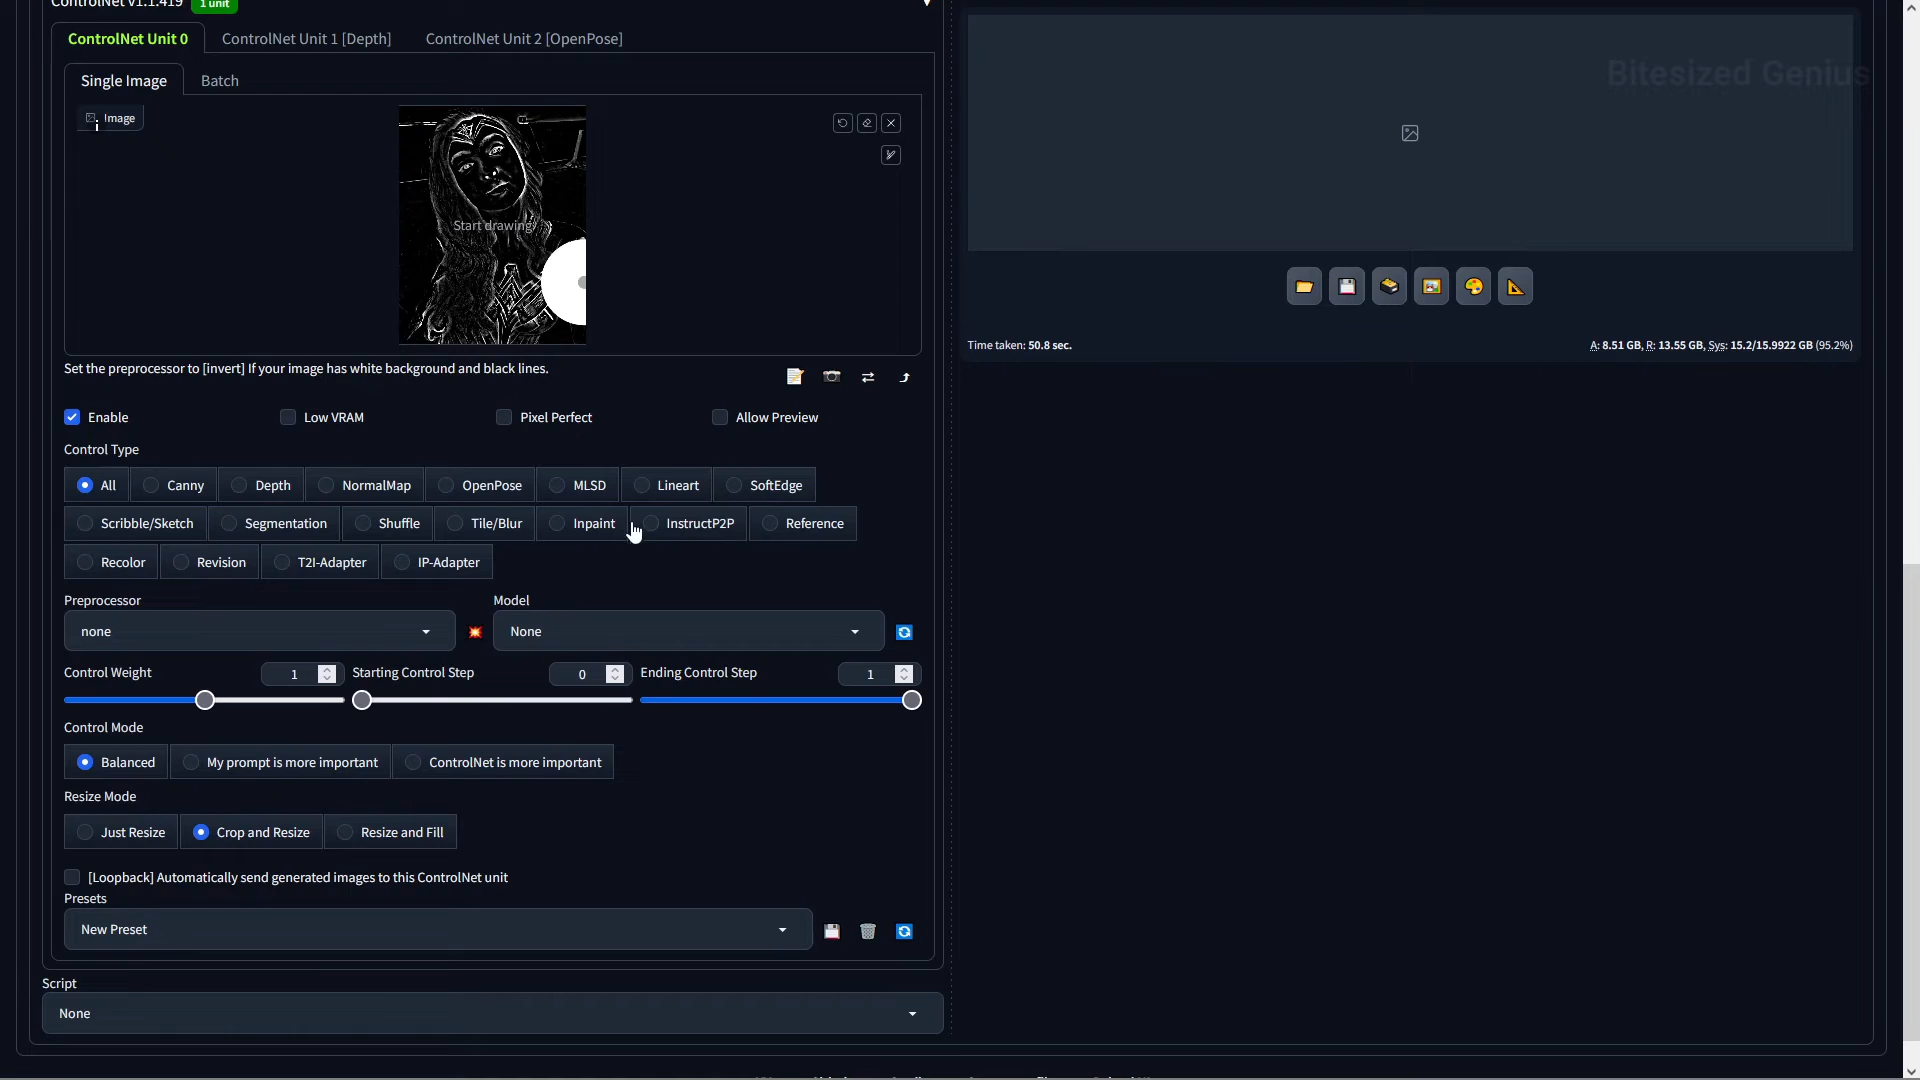 ControlNet v1.1.419 1 unit
ControlNet Unit 0 ControlNet Unit 1 [Depth] ControlNet Unit 2 [OpenPose]
Single Image Batch
Bitesized Genius
Image
Start drawing
Set the preprocessor to [invert] If your image has white background and black lines.
Time taken: 50.8 sec. A: 8.51 GB, R: 13.55 GB, Sys: 15.2/15.9922 GB (95.2%)
Enable Low VRAM Pixel Perfect Allow Preview
Control Type
All Canny Depth NormalMap OpenPose MLSD Lineart SoftEdge
Scribble/Sketch Segmentation Shuffle Tile/Blur Inpaint InstructP2P Reference
Recolor Revision T2I-Adapter IP-Adapter
Preprocessor Model
none None
Control Weight 1 Starting Control Step 0 Ending Control Step 1
Control Mode
Balanced My prompt is more important ControlNet is more important
Resize Mode
Just Resize Crop and Resize Resize and Fill
[Loopback] Automatically send generated images to this ControlNet unit
Presets
New Preset
Script
None